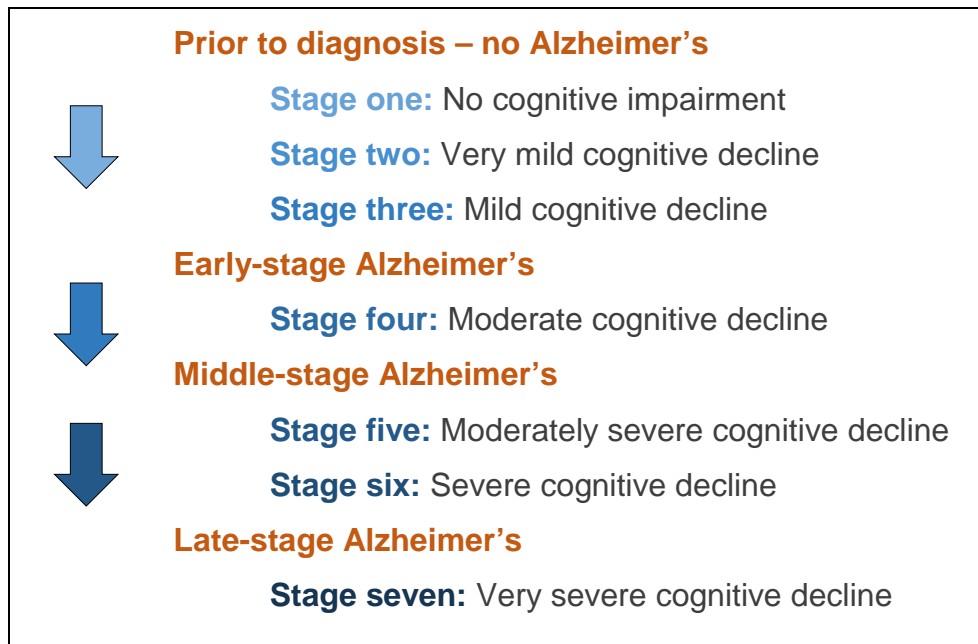 Prior to diagnosis – no Alzheimer’s
Stage one: No cognitive impairment
Stage two: Very mild cognitive decline
Stage three: Mild cognitive decline
Early-stage Alzheimer’s
Stage four: Moderate cognitive decline
Middle-stage Alzheimer’s
Stage five: Moderately severe cognitive decline
Stage six: Severe cognitive decline
Late-stage Alzheimer’s
Stage seven: Very severe cognitive decline